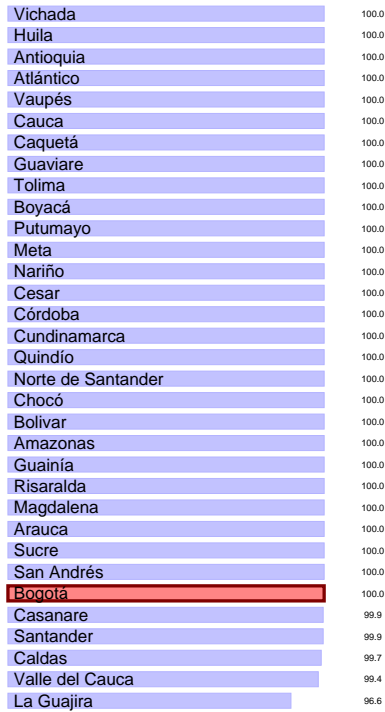 Vichada 100.0
Huila 100.0
Antioquia 100.0
Atlántico 100.0
Vaupés 100.0
Cauca 100.0
Caquetá 100.0
Guaviare 100.0
Tolima 100.0
Boyacá 100.0
Putumayo 100.0
Meta 100.0
Nariño 100.0
Cesar 100.0
Córdoba 100.0
Cundinamarca 100.0
Quindío 100.0
Norte de Santander 100.0
Chocó 100.0
Bolivar 100.0
Amazonas 100.0
Guainía 100.0
Risaralda 100.0
Magdalena 100.0
Arauca 100.0
Sucre 100.0
San Andrés 100.0
Bogotá 100.0
Casanare 99.9
Santander 99.9
Caldas 99.7
Valle del Cauca 99.4
La Guajira 96.6